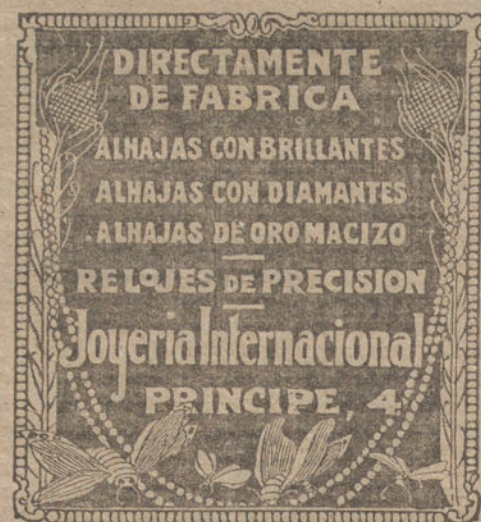 DIRECTAMENTE
DE FABRICA
ALHAJAS CON BRILLANTES
ALHAJAS CON DIAMANTES
ALHAJAS DE ORO MACIZO
RELOJES DE PRECISION
Joyeria Internacional
PRINCIPE, 4